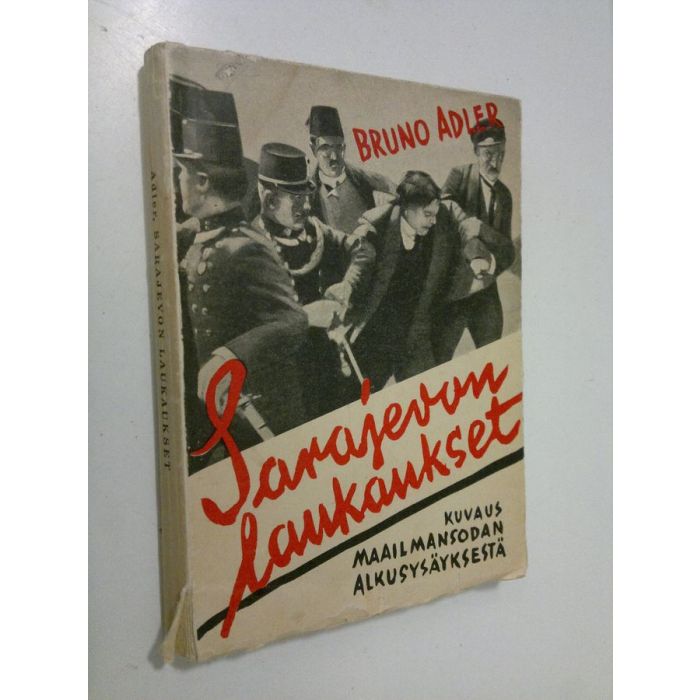 BRUNO ADLER
Sarajevon
laukaukset
KUVAUS
MAAILMANSODAN
ALKUSYSÄYKSESTÄ
Adler, SARAJEVON LAUKAUKSET